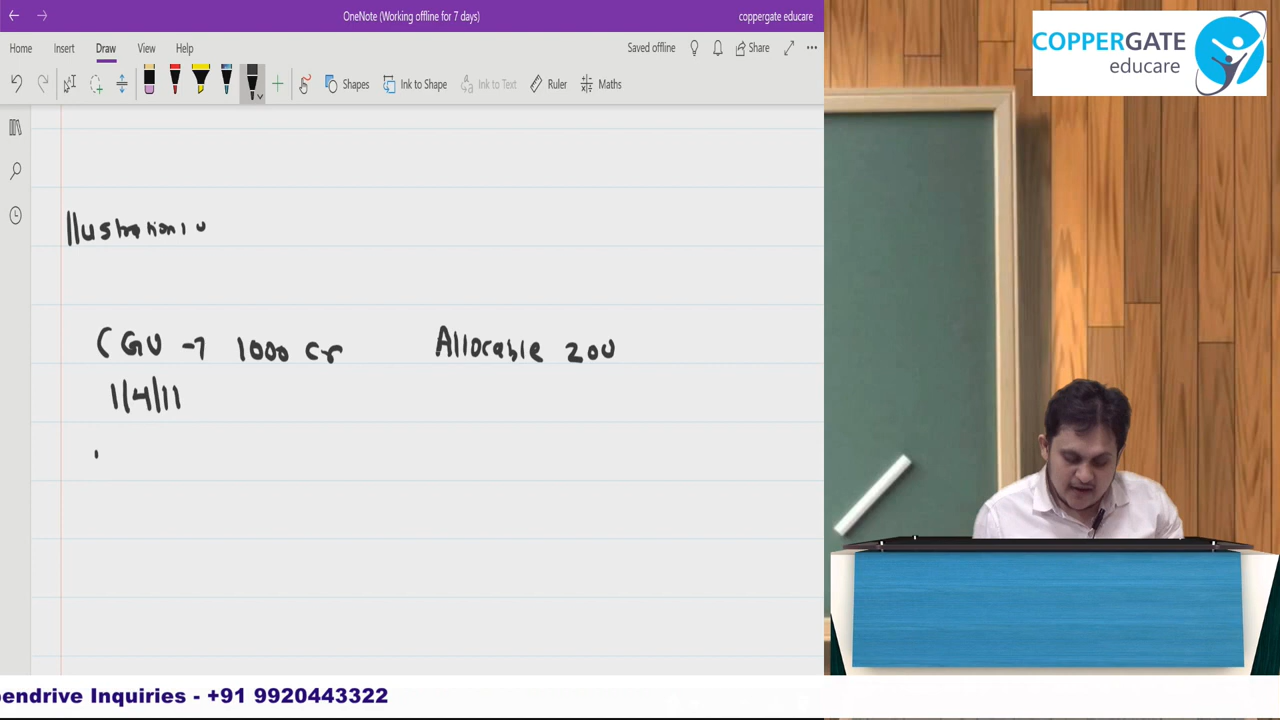 OneNote (Working offline for 7 days)
coppergate educare
Home Insert Draw View Help
Saved offline Share
Shapes Ink to Shape Ink to Text Ruler Maths
COPPERGATE
educare
Illustration
CGU → 1000 cr Allocable 200
1/4/11
pendrive Inquiries - +91 9920443322